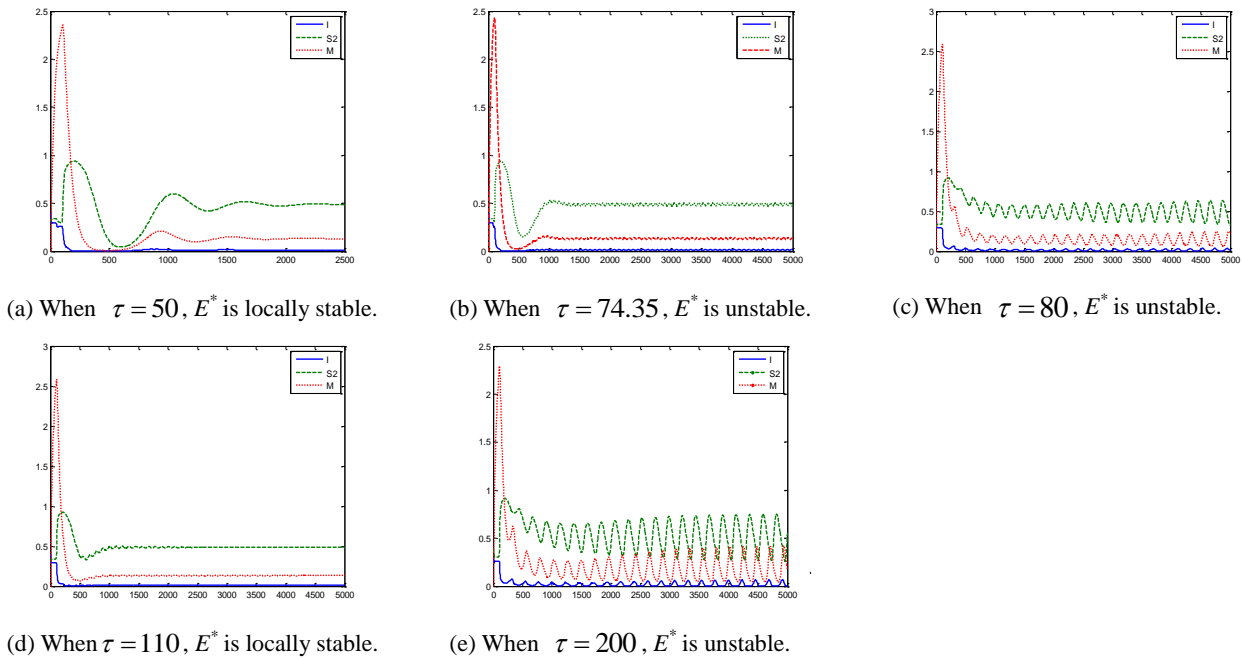 2.5
2
1.5
1
0.5
0
0 500 1000 1500 2000 2500
I
S2
M
2.5
2
1.5
1
0.5
0
0 500 1000 1500 2000 2500 3000 3500 4000 4500 5000
I
S2
M
3
2.5
2
1.5
1
0.5
0
0 500 1000 1500 2000 2500 3000 3500 4000 4500 5000
I
S2
M
(a) When τ = 50, E* is locally stable.
(b) When τ = 74.35, E* is unstable.
(c) When τ = 80, E* is unstable.
3
2.5
2
1.5
1
0.5
0
0 500 1000 1500 2000 2500 3000 3500 4000 4500 5000
I
S2
M
2.5
2
1.5
1
0.5
0
0 500 1000 1500 2000 2500 3000 3500 4000 4500 5000
I
S2
M
.
(d) When τ = 110, E* is locally stable.
(e) When τ = 200, E* is unstable.